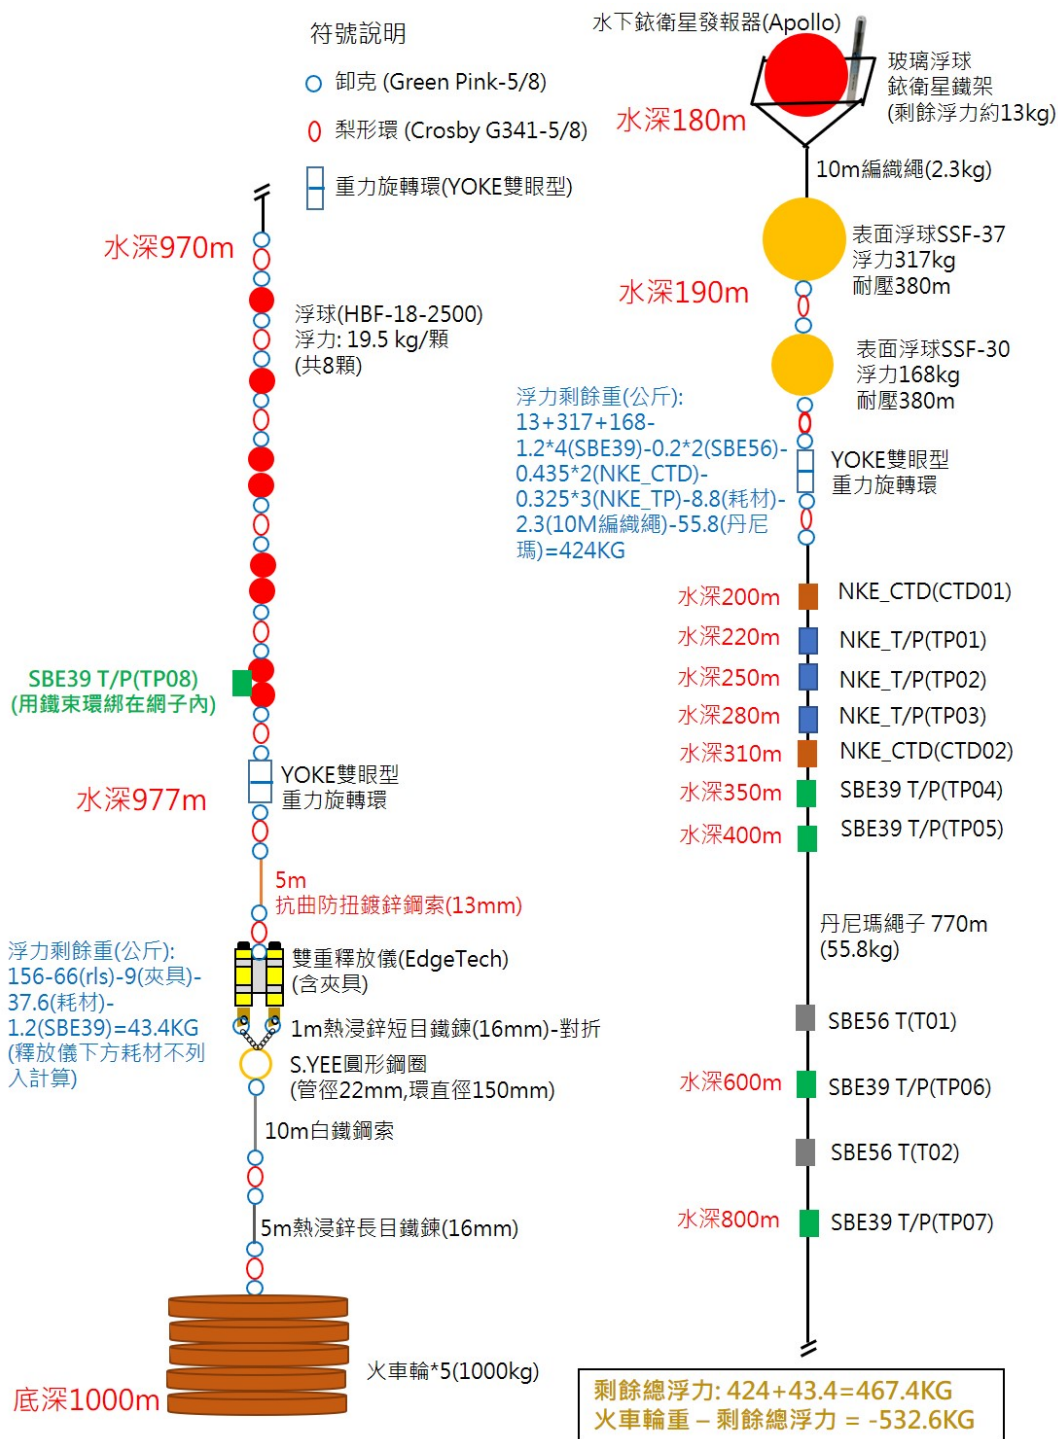 符號說明
卸克 (Green Pink-5/8)
梨形環 (Crosby G341-5/8)
重力旋轉環(YOKE雙眼型)
水深970m
浮球(HBF-18-2500)
浮力: 19.5 kg/顆
(共8顆)
SBE39 T/P(TP08)
(用鐵束環綁在網子內)
YOKE雙眼型
重力旋轉環
水深977m
5m
抗曲防扭鍍鋅鋼索(13mm)
浮力剩餘重(公斤):
156-66(rls)-9(夾具)-
37.6(耗材)-
1.2(SBE39)=43.4KG
(釋放儀下方耗材不列
入計算)
雙重釋放儀(EdgeTech)
(含夾具)
1m熱浸鋅短目鐵鍊(16mm)-對折
S.YEE圓形鋼圈
(管徑22mm,環直徑150mm)
10m白鐵鋼索
5m熱浸鋅長目鐵鍊(16mm)
火車輪*5(1000kg)
底深1000m
水下銥衛星發報器(Apollo)
玻璃浮球
銥衛星鐵架
(剩餘浮力約13kg)
水深180m
10m編織繩(2.3kg)
表面浮球SSF-37
浮力317kg
耐壓380m
水深190m
表面浮球SSF-30
浮力168kg
耐壓380m
浮力剩餘重(公斤):
13+317+168-
1.2*4(SBE39)-0.2*2(SBE56)-
0.435*2(NKE_CTD)-
0.325*3(NKE_TP)-8.8(耗材)-
2.3(10M編織繩)-55.8(丹尼
瑪)=424KG
YOKE雙眼型
重力旋轉環
水深200m NKE_CTD(CTD01)
水深220m NKE_T/P(TP01)
水深250m NKE_T/P(TP02)
水深280m NKE_T/P(TP03)
水深310m NKE_CTD(CTD02)
水深350m SBE39 T/P(TP04)
水深400m SBE39 T/P(TP05)
丹尼瑪繩子 770m
(55.8kg)
SBE56 T(T01)
水深600m SBE39 T/P(TP06)
SBE56 T(T02)
水深800m SBE39 T/P(TP07)
剩餘總浮力: 424+43.4=467.4KG
火車輪重 – 剩餘總浮力 = -532.6KG